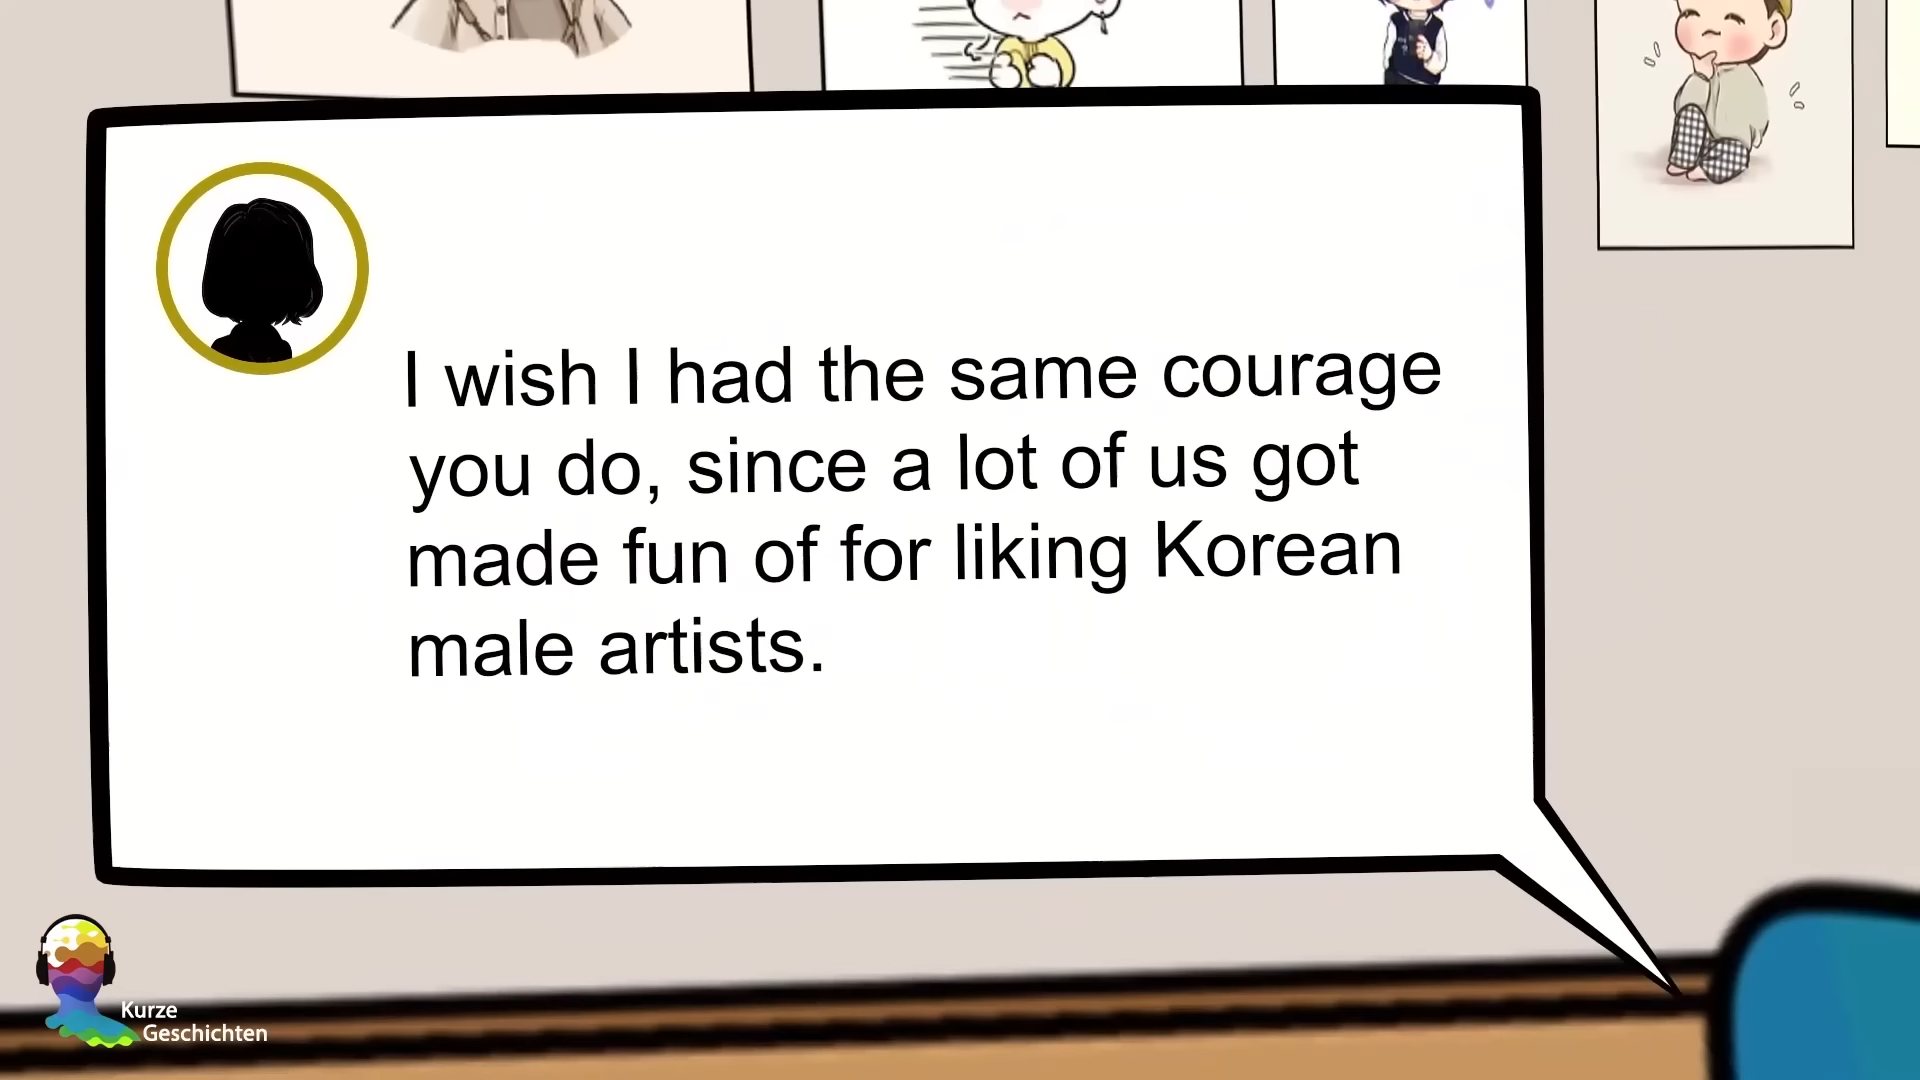 I wish I had the same courage
you do, since a lot of us got
made fun of for liking Korean
male artists.
Kurze
Geschichten